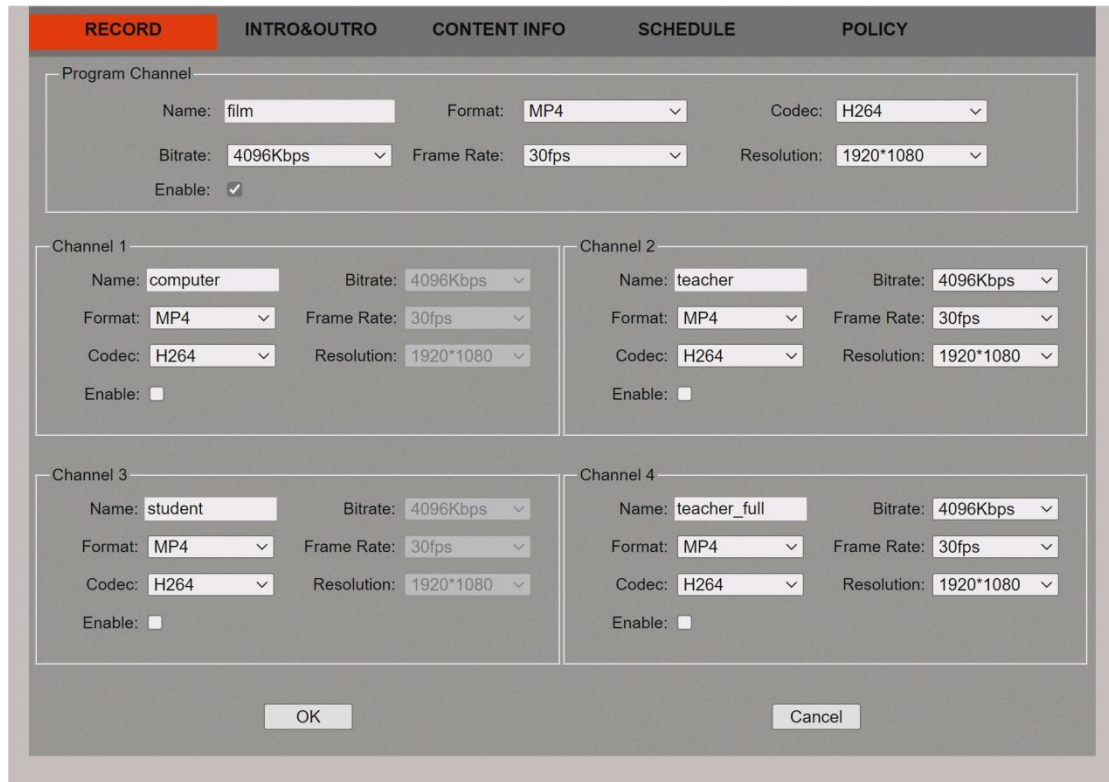 RECORD INTRO&OUTRO CONTENT INFO SCHEDULE POLICY
Program Channel
Name: film Format: MP4 Codec: H264
Bitrate: 4096Kbps Frame Rate: 30fps Resolution: 1920*1080
Enable:
Channel 1
Name: computer Bitrate: 4096Kbps
Format: MP4 Frame Rate: 30fps
Codec: H264 Resolution: 1920*1080
Enable:
Channel 2
Name: teacher Bitrate: 4096Kbps
Format: MP4 Frame Rate: 30fps
Codec: H264 Resolution: 1920*1080
Enable:
Channel 3
Name: student Bitrate: 4096Kbps
Format: MP4 Frame Rate: 30fps
Codec: H264 Resolution: 1920*1080
Enable:
Channel 4
Name: teacher_full Bitrate: 4096Kbps
Format: MP4 Frame Rate: 30fps
Codec: H264 Resolution: 1920*1080
Enable:
OK Cancel